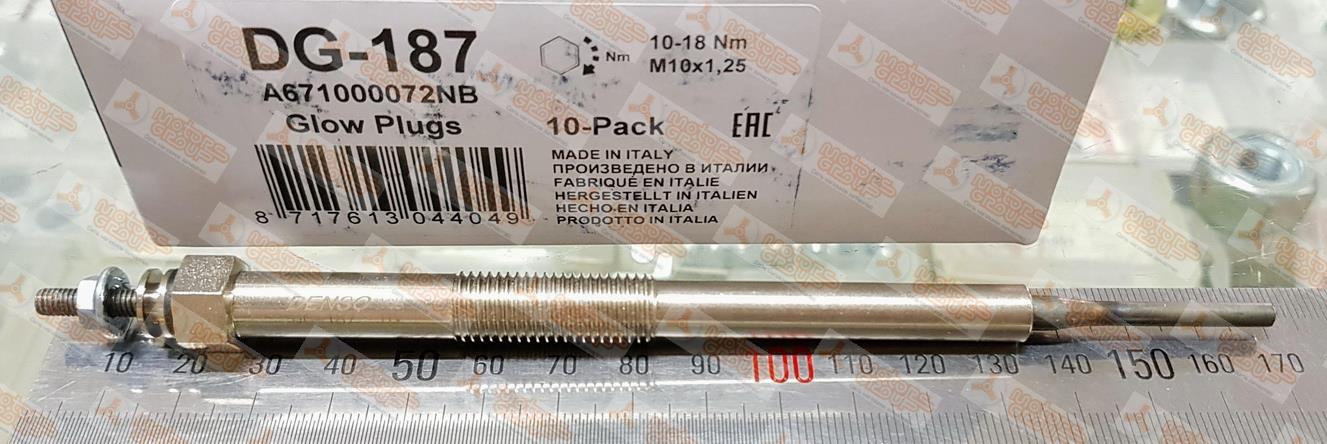 DG-187
A671000072NB
Glow Plugs
Nm
10-18 Nm
M10x1,25
10-Pack
EAC
MADE IN ITALY
ПРОИЗВЕДЕНО В ИТАЛИИ
FABRIQUÉ EN ITALIE
HERGESTELLT IN ITALIEN
HECHO EN ITALIA
PRODOTTO IN ITALIA
8 717613 044049
DENSO
10 20 30 40 50 60 70 80 90 100 110 120 130 140 150 160 170